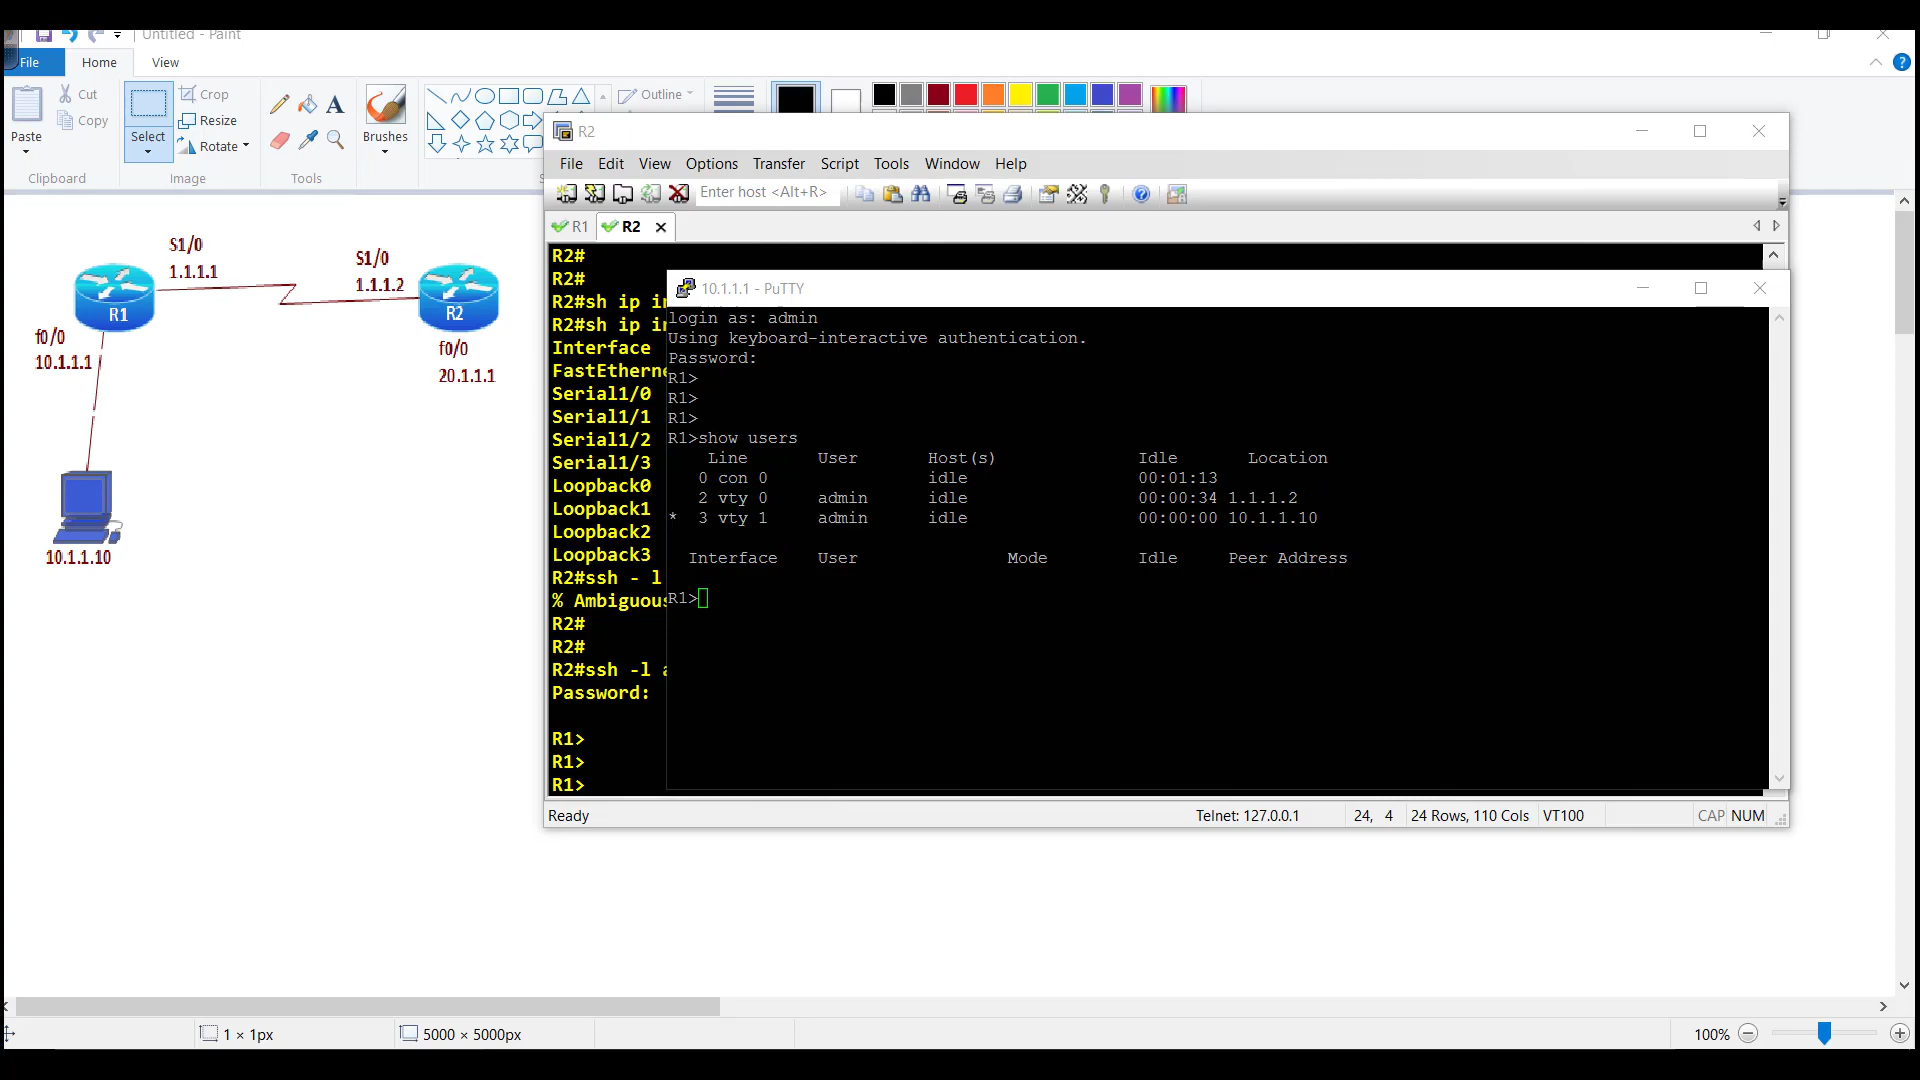 Untitled - Paint
File
Home
View
Cut
Copy
Paste
Clipboard
Select
Crop
Resize
Rotate
Image
Tools
Brushes
Outline
R2
File Edit View Options Transfer Script Tools Window Help
Enter host <Alt+R>
R1
R2
R2#
R2#
R2#sh ip i
R2#sh ip i
Interface
FastEtherne
Serial1/0
Serial1/1
Serial1/2
Serial1/3
Loopback0
Loopback1
Loopback2
Loopback3
R2#ssh - l
% Ambiguous
R2#
R2#
R2#ssh -l a
Password:
R1>
R1>
R1>
Ready
Telnet: 127.0.0.1
24, 4
24 Rows, 110 Cols
VT100
CAP NUM
10.1.1.1 - PuTTY
login as: admin
Using keyboard-interactive authentication.
Password:
R1>
R1>
R1>
R1>show users
Line User Host(s) Idle Location
0 con 0 idle 00:01:13
2 vty 0 admin idle 00:00:34 1.1.1.2
* 3 vty 1 admin idle 00:00:00 10.1.1.10
Interface User Mode Idle Peer Address
R1>
S1/0
1.1.1.1
S1/0
1.1.1.2
R1
R2
f0/0
10.1.1.1
f0/0
20.1.1.1
10.1.1.10
1 × 1px
5000 × 5000px
100%